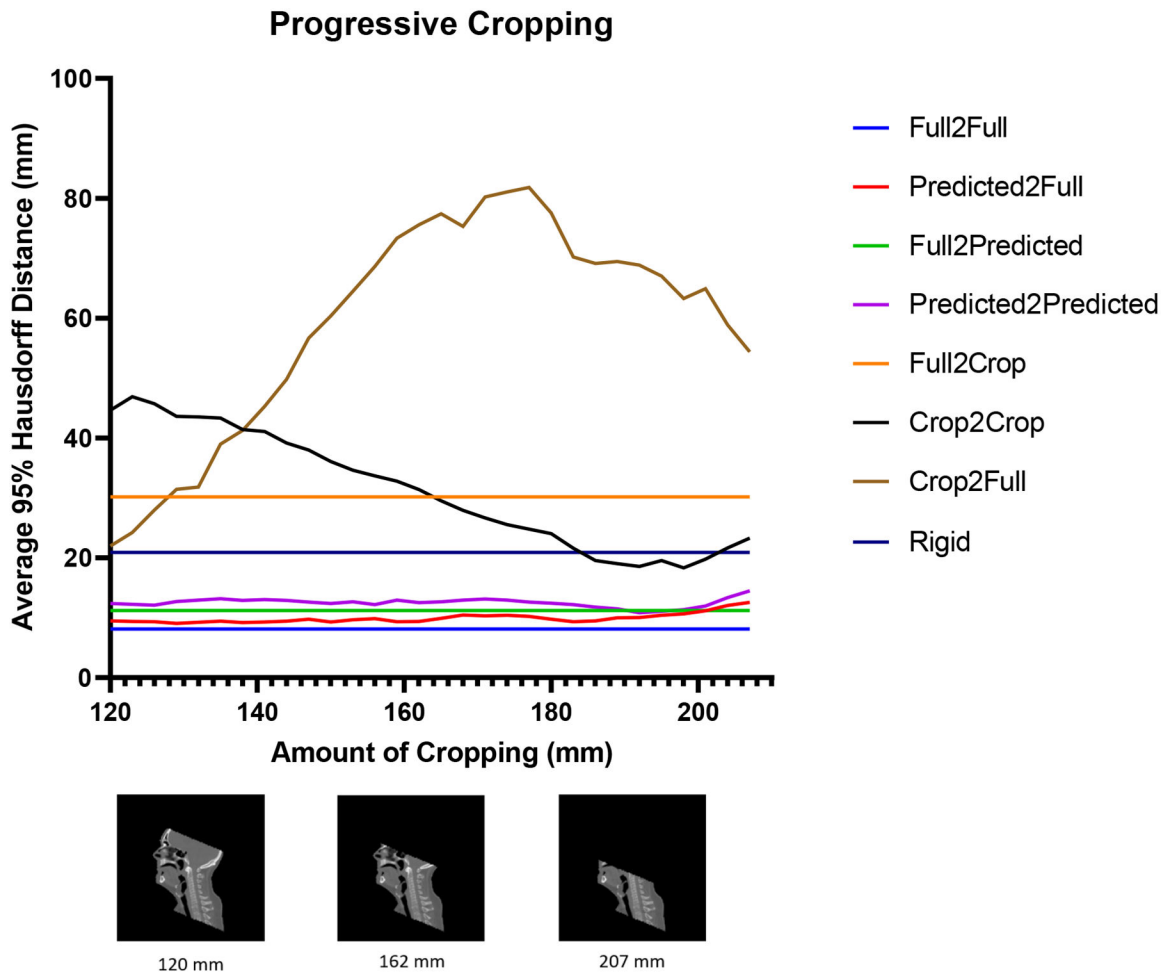 Progressive Cropping
Average 95% Hausdorff Distance (mm)
100
80
60
40
20
0
120
140
160
180
200
Amount of Cropping (mm)
Full2Full
Predicted2Full
Full2Predicted
Predicted2Predicted
Full2Crop
Crop2Crop
Crop2Full
Rigid
120 mm
162 mm
207 mm